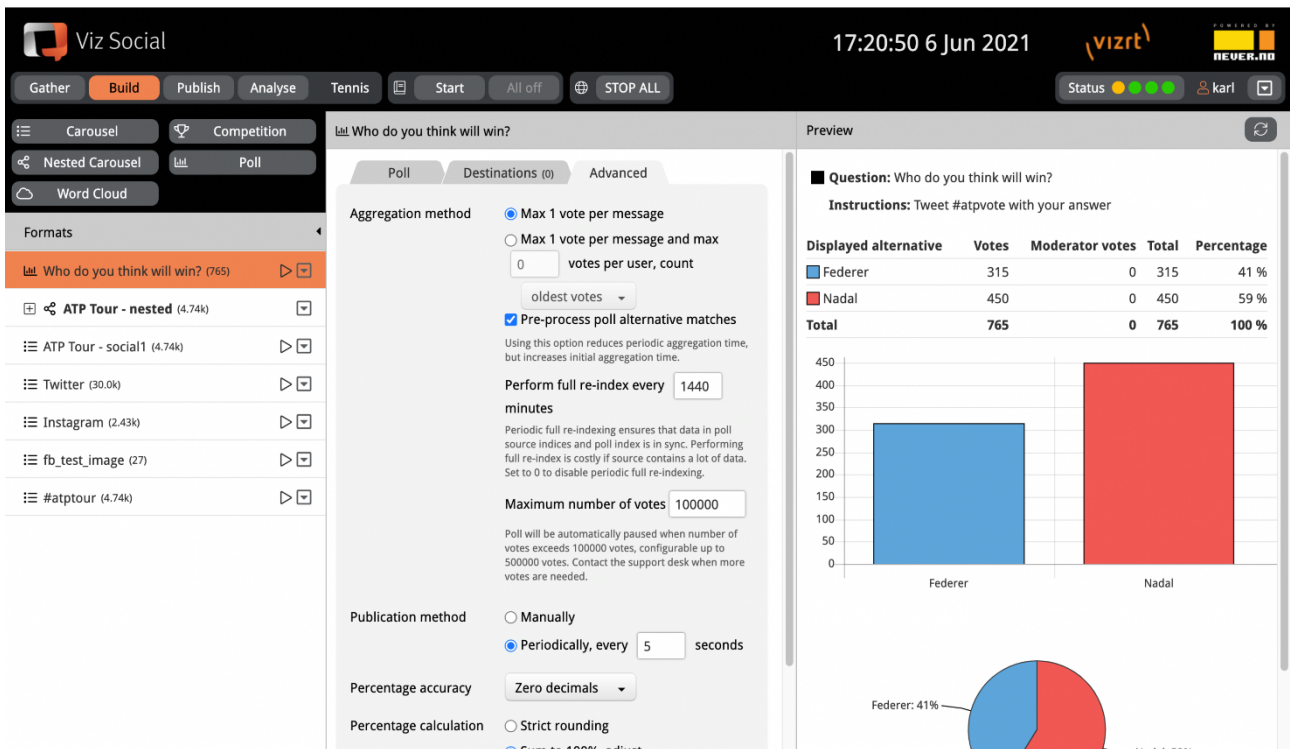 Viz Social
17:20:50 6 Jun 2021
vizrt
POWERED BY
NEVER.NO
Gather Build Publish Analyse Tennis Start All off STOP ALL
Status karl
Carousel Competition
Nested Carousel Poll
Word Cloud
Formats
Who do you think will win? (765)
ATP Tour - nested (4.74k)
ATP Tour - social1 (4.74k)
Twitter (30.0k)
Instagram (2.43k)
fb_test_image (27)
#atptour (4.74k)
Who do you think will win?
Poll Destinations (0) Advanced
Aggregation method
Max 1 vote per message
Max 1 vote per message and max
0 votes per user, count
oldest votes
Pre-process poll alternative matches
Using this option reduces periodic aggregation time,
but increases initial aggregation time.
Perform full re-index every 1440
minutes
Periodic full re-indexing ensures that data in poll
source indices and poll index is in sync. Performing
full re-index is costly if source contains a lot of data.
Set to 0 to disable periodic full re-indexing.
Maximum number of votes 100000
Poll will be automatically paused when number of
votes exceeds 100000 votes, configurable up to
500000 votes. Contact the support desk when more
votes are needed.
Publication method
Manually
Periodically, every 5 seconds
Percentage accuracy Zero decimals
Percentage calculation Strict rounding
Sum to 100%, adjust
Preview
Question: Who do you think will win?
Instructions: Tweet #atpvote with your answer
Displayed alternative Votes Moderator votes Total Percentage
Federer 315 0 315 41 %
Nadal 450 0 450 59 %
Total 765 0 765 100 %
450
400
350
300
250
200
150
100
50
0
Federer Nadal
Federer: 41%